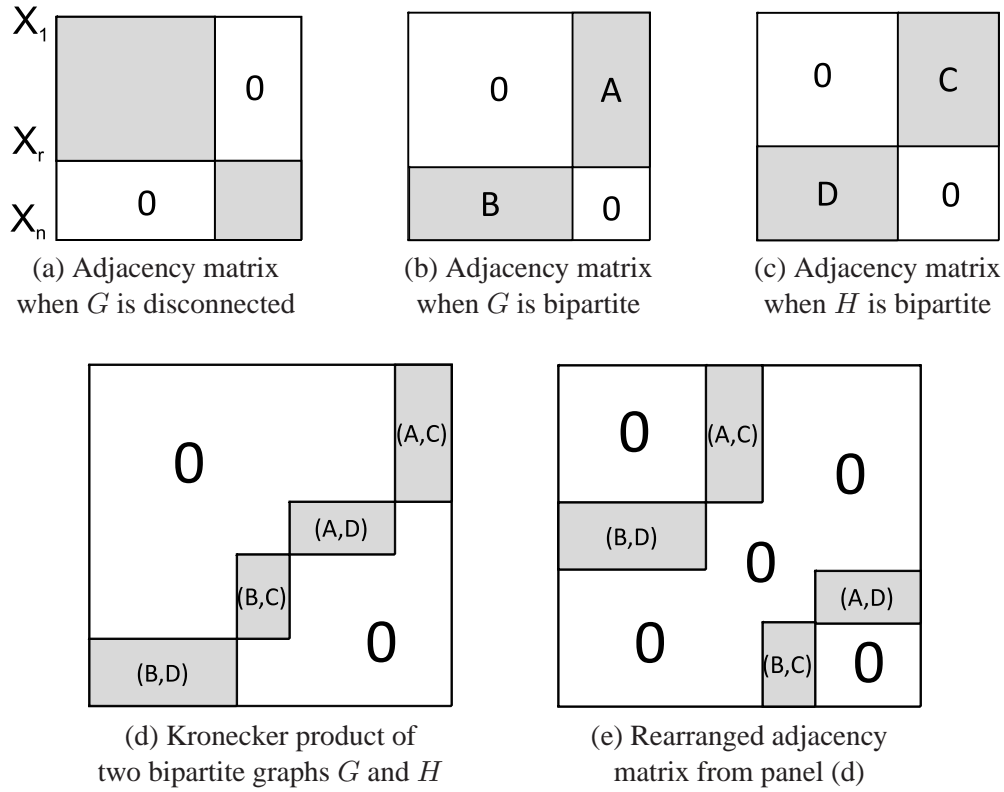 X₁
0
Xᵣ
0
Xₙ
(a) Adjacency matrix
when G is disconnected
0
A
B
0
(b) Adjacency matrix
when G is bipartite
0
C
D
0
(c) Adjacency matrix
when H is bipartite
0
(A,C)
(A,D)
(B,C)
0
(B,D)
(d) Kronecker product of
two bipartite graphs G and H
0
(A,C)
0
(B,D)
0
(A,D)
0
(B,C)
0
(e) Rearranged adjacency
matrix from panel (d)